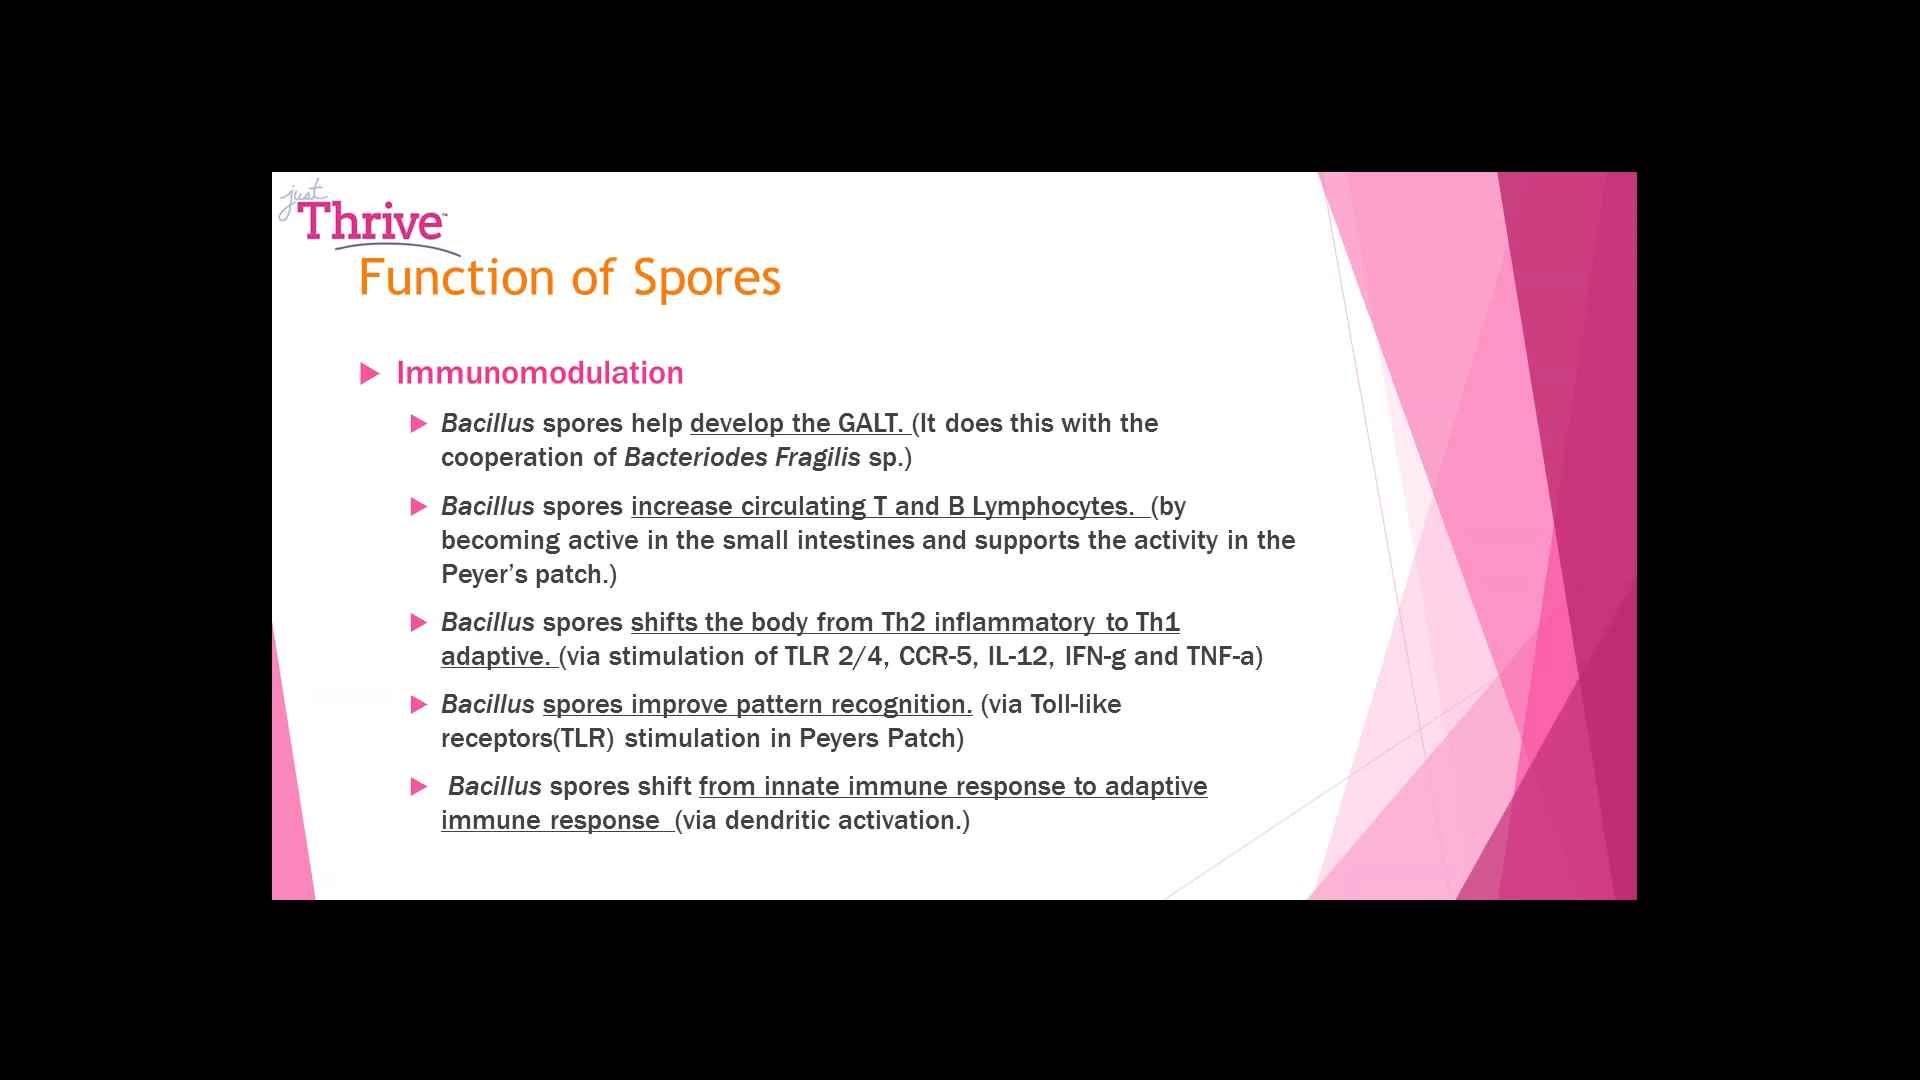 just
Thrive™
Function of Spores
Immunomodulation
Bacillus spores help develop the GALT. (It does this with the
cooperation of Bacteriodes Fragilis sp.)
Bacillus spores increase circulating T and B Lymphocytes. (by
becoming active in the small intestines and supports the activity in the
Peyer’s patch.)
Bacillus spores shifts the body from Th2 inflammatory to Th1
adaptive. (via stimulation of TLR 2/4, CCR-5, IL-12, IFN-g and TNF-a)
Bacillus spores improve pattern recognition. (via Toll-like
receptors(TLR) stimulation in Peyers Patch)
Bacillus spores shift from innate immune response to adaptive
immune response (via dendritic activation.)